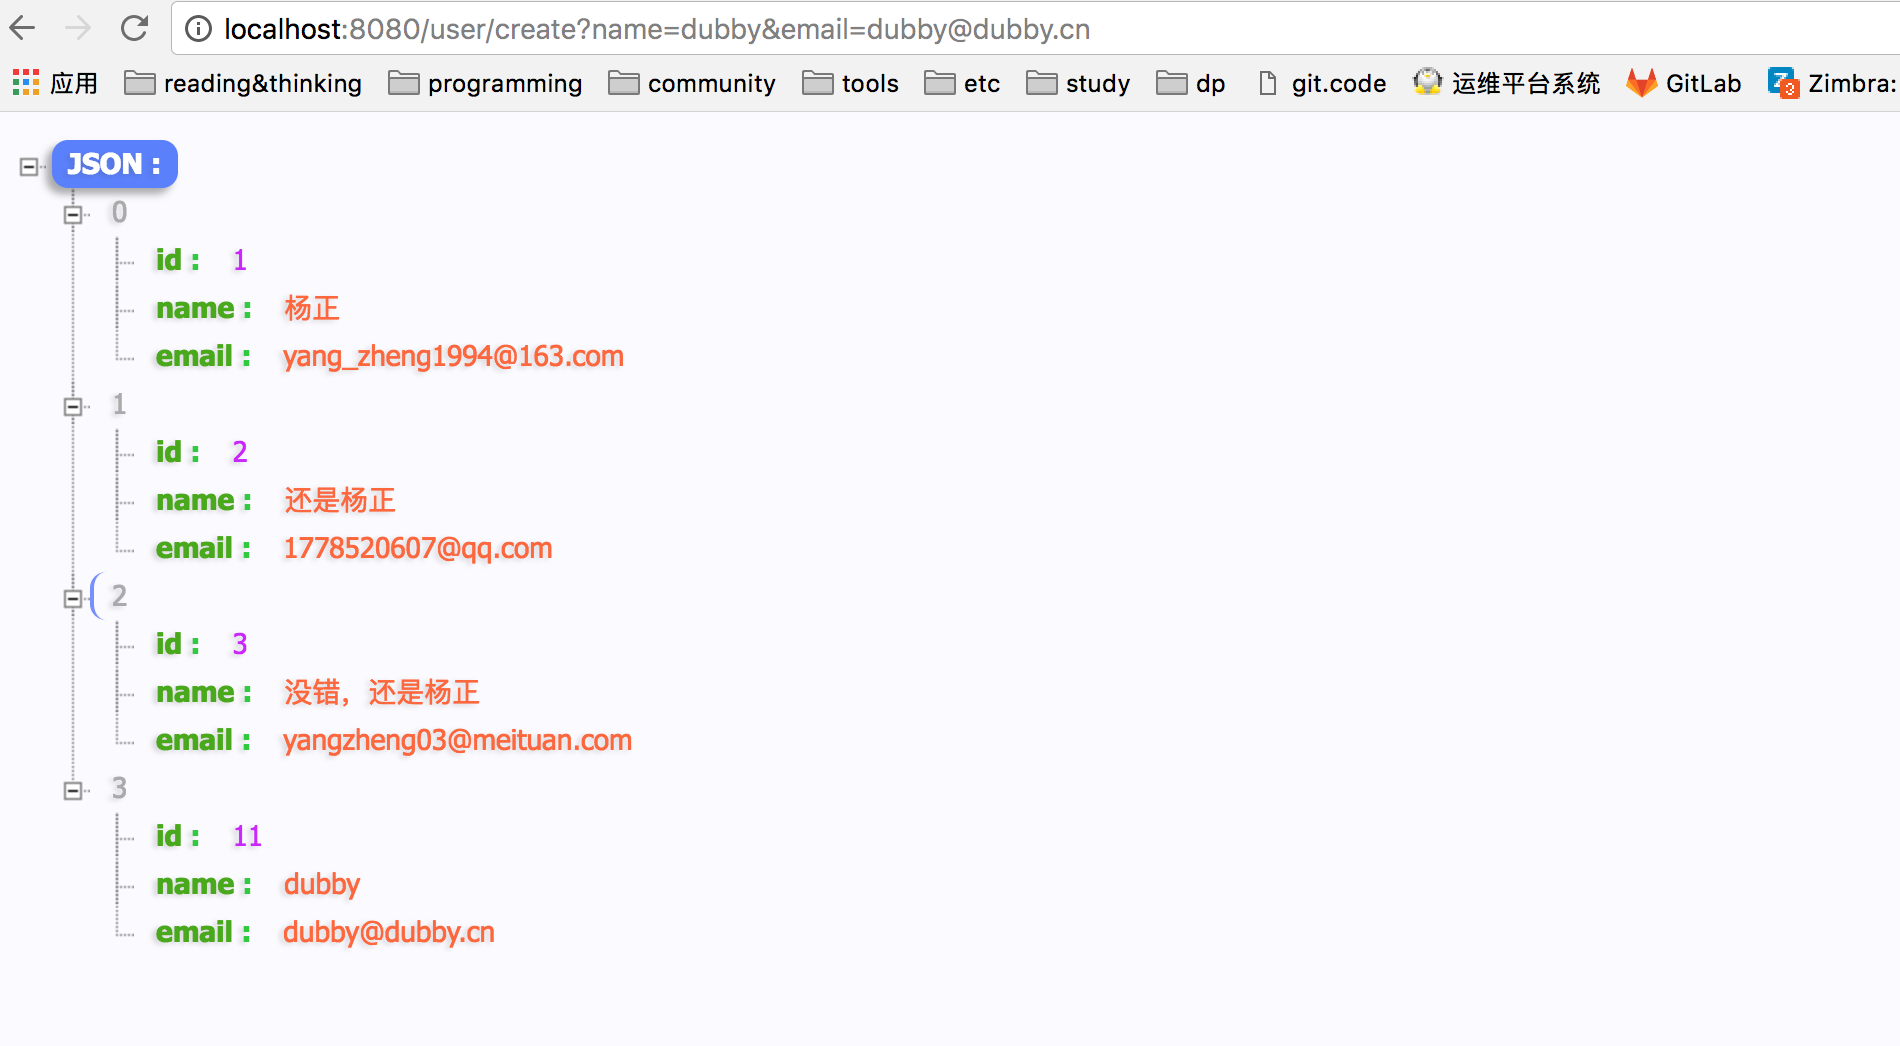 localhost:8080/user/create?name=dubby&email=dubby@dubby.cn
应用 reading&thinking programming community tools etc study dp git.code 运维平台系统 GitLab Zimbra:
JSON :
0
id : 1
name : 杨正
email : yang_zheng1994@163.com
1
id : 2
name : 还是杨正
email : 1778520607@qq.com
2
id : 3
name : 没错，还是杨正
email : yangzheng03@meituan.com
3
id : 11
name : dubby
email : dubby@dubby.cn